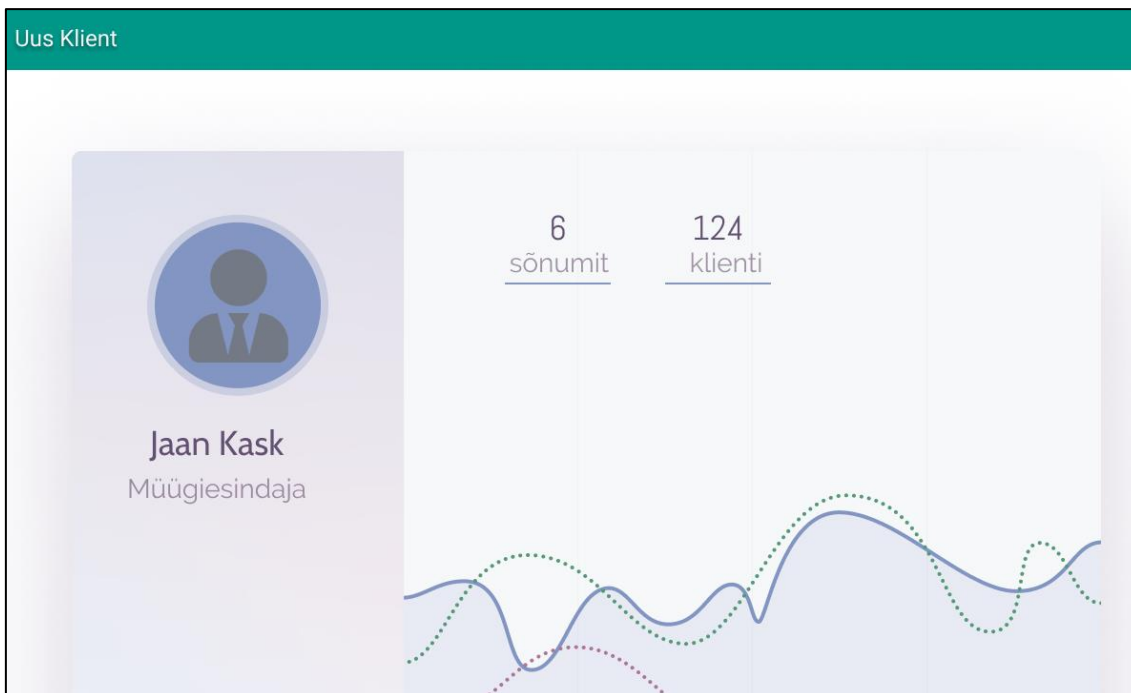 Uus Klient
6
sõnumit
124
klienti
Jaan Kask
Müügiesindaja